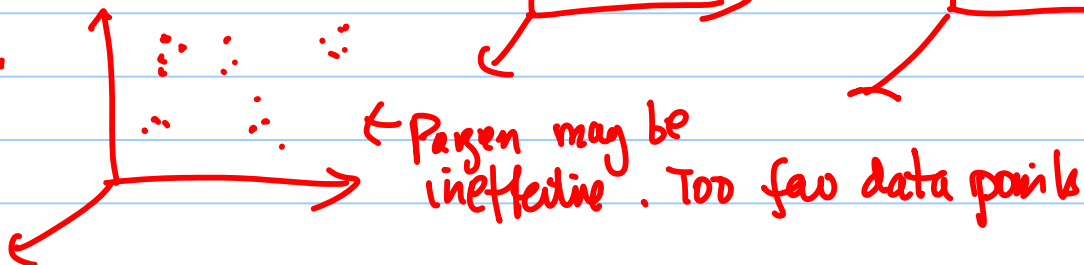 ← Parzen may be
ineffective. Too few data points